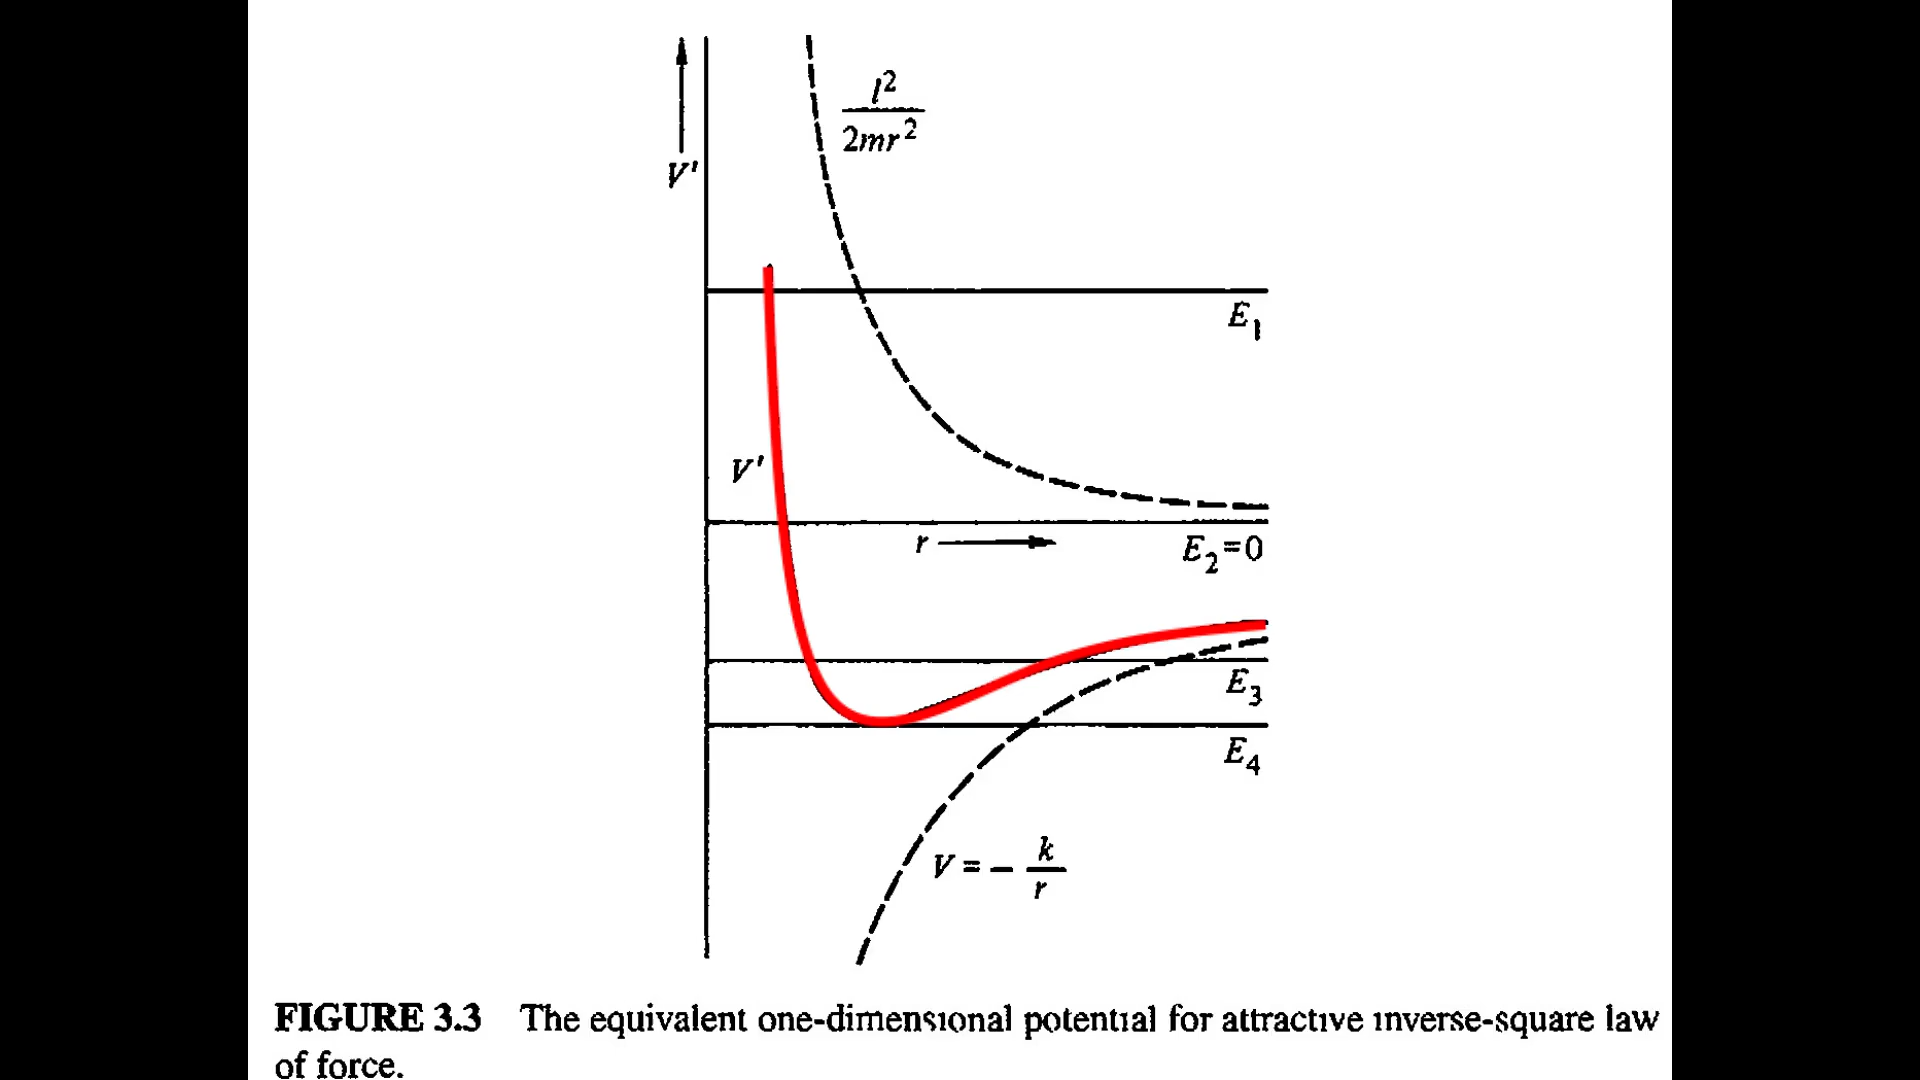 l²
2mr²
V'
E₁
V'
r
E₂=0
E₃
E₄
V = - k
r
FIGURE 3.3 The equivalent one-dimensional potential for attractive inverse-square law
of force.